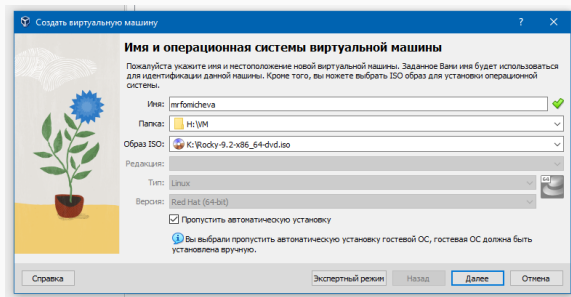 Создать виртуальную машину
Имя и операционная системы виртуальной машины
Пожалуйста укажите имя и местоположение новой виртуальной машины. Заданное Вами имя будет использоваться
для идентификации данной машины. Кроме того, вы можете выбрать ISO образ для установки операционной
системы.
Имя: mrfomicheva
Папка: H:\VM
Образ ISO: K:\Rocky-9.2-x86_64-dvd.iso
Редакция:
Тип: Linux
Версия: Red Hat (64-bit)
Пропустить автоматическую установку
Вы выбрали пропустить автоматическую установку гостевой ОС, гостевая ОС должна быть
установлена вручную.
Справка Экспертный режим Назад Далее Отмена